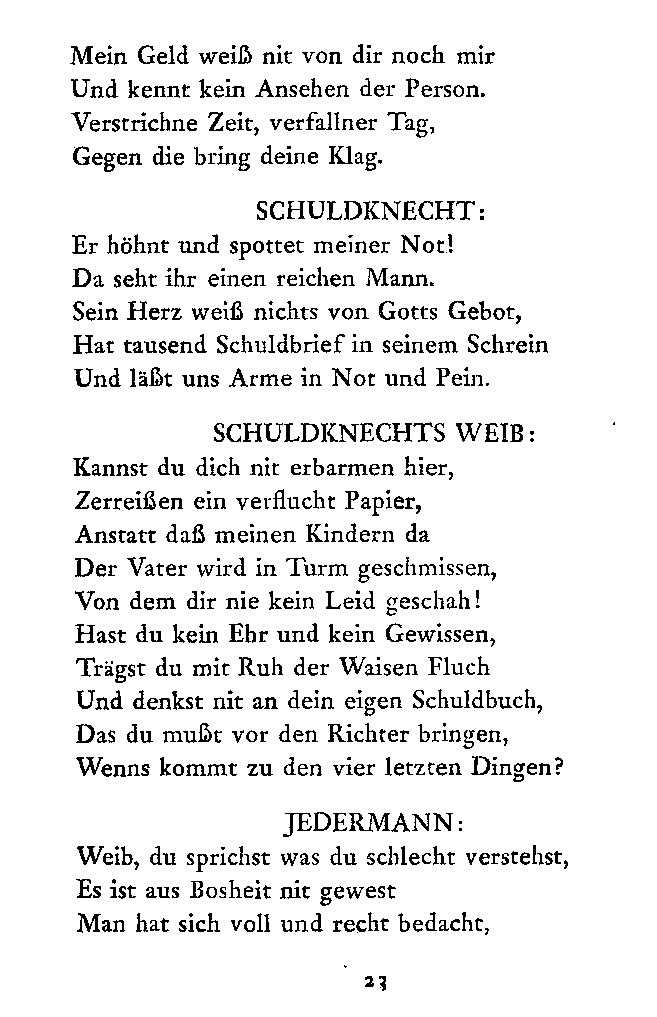 Mein Geld weiß nit von dir noch mir
Und kennt kein Ansehen der Person.
Verstrichne Zeit, verfallner Tag,
Gegen die bring deine Klag.
SCHULDKNECHT:
Er höhnt und spottet meiner Not!
Da seht ihr einen reichen Mann.
Sein Herz weiß nichts von Gotts Gebot,
Hat tausend Schuldbrief in seinem Schrein
Und läßt uns Arme in Not und Pein.
SCHULDKNECHTS WEIB:
Kannst du dich nit erbarmen hier,
Zerreißen ein verflucht Papier,
Anstatt daß meinen Kindern da
Der Vater wird in Turm geschmissen,
Von dem dir nie kein Leid geschah!
Hast du kein Ehr und kein Gewissen,
Trägst du mit Ruh der Waisen Fluch
Und denkst nit an dein eigen Schuldbuch,
Das du mußt vor den Richter bringen,
Wenns kommt zu den vier letzten Dingen?
JEDERMANN:
Weib, du sprichst was du schlecht verstehst,
Es ist aus Bosheit nit gewest
Man hat sich voll und recht bedacht,
23